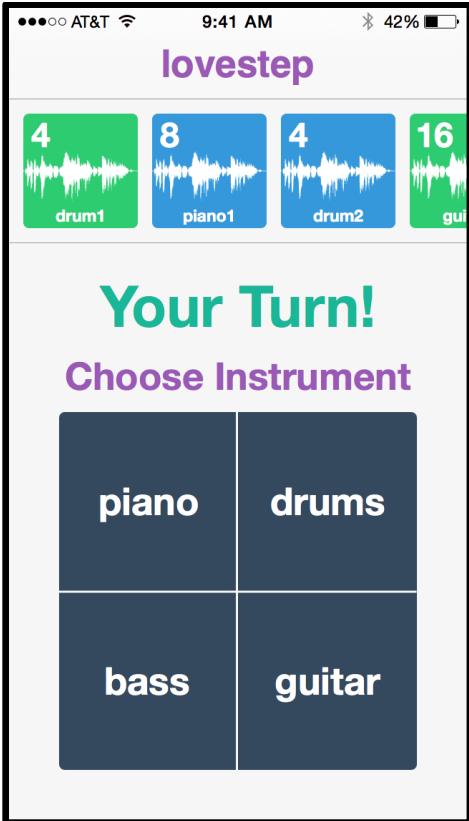 AT&T 9:41 AM 42%
lovestep
4 8 4 16
drum1 piano1 drum2 gui
Your Turn!
Choose Instrument
piano drums
bass guitar